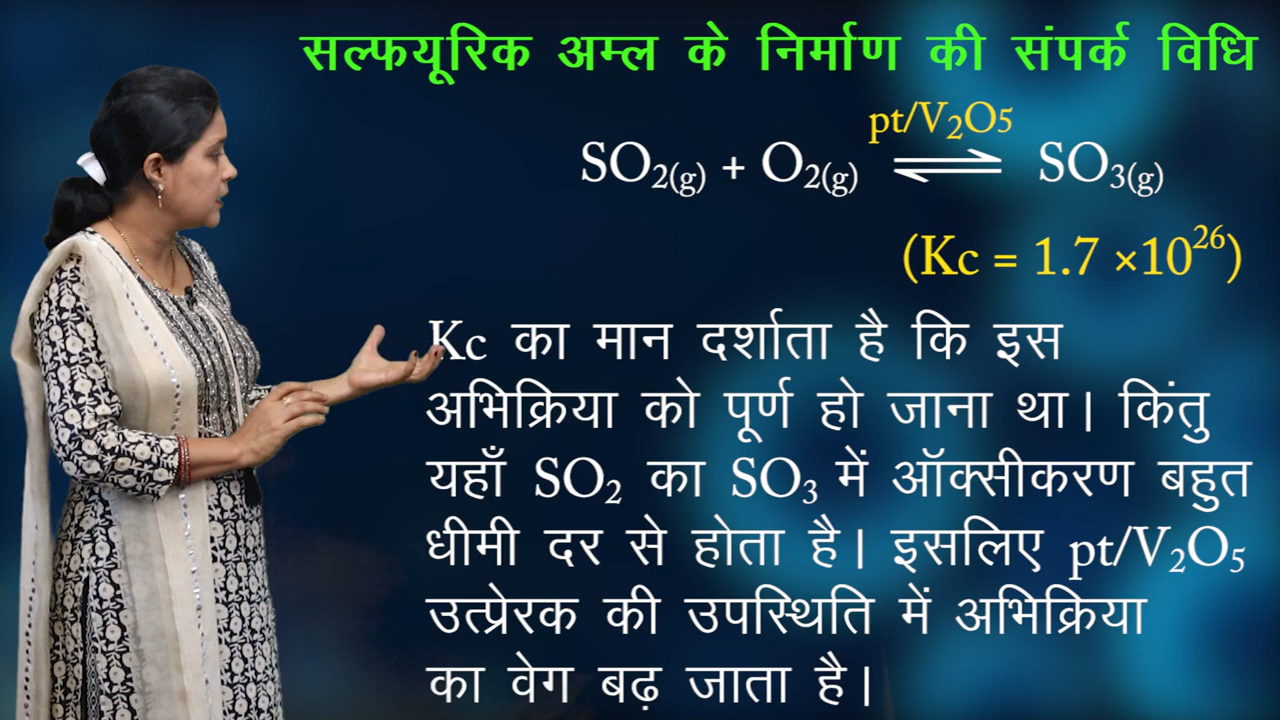 सल्फयूरिक अम्ल के निर्माण की संपर्क विधि
pt/V₂O5
SO₂(g) + O₂(g) ⇌ SO₃(g)
(Kc = 1.7 ×10²⁶)
Kc का मान दर्शाता है कि इस
अभिक्रिया को पूर्ण हो जाना था। किंतु
यहाँ SO₂ का SO₃ में ऑक्सीकरण बहुत
धीमी दर से होता है। इसलिए pt/V₂O₅
उत्प्रेरक की उपस्थिति में अभिक्रिया
का वेग बढ़ जाता है।